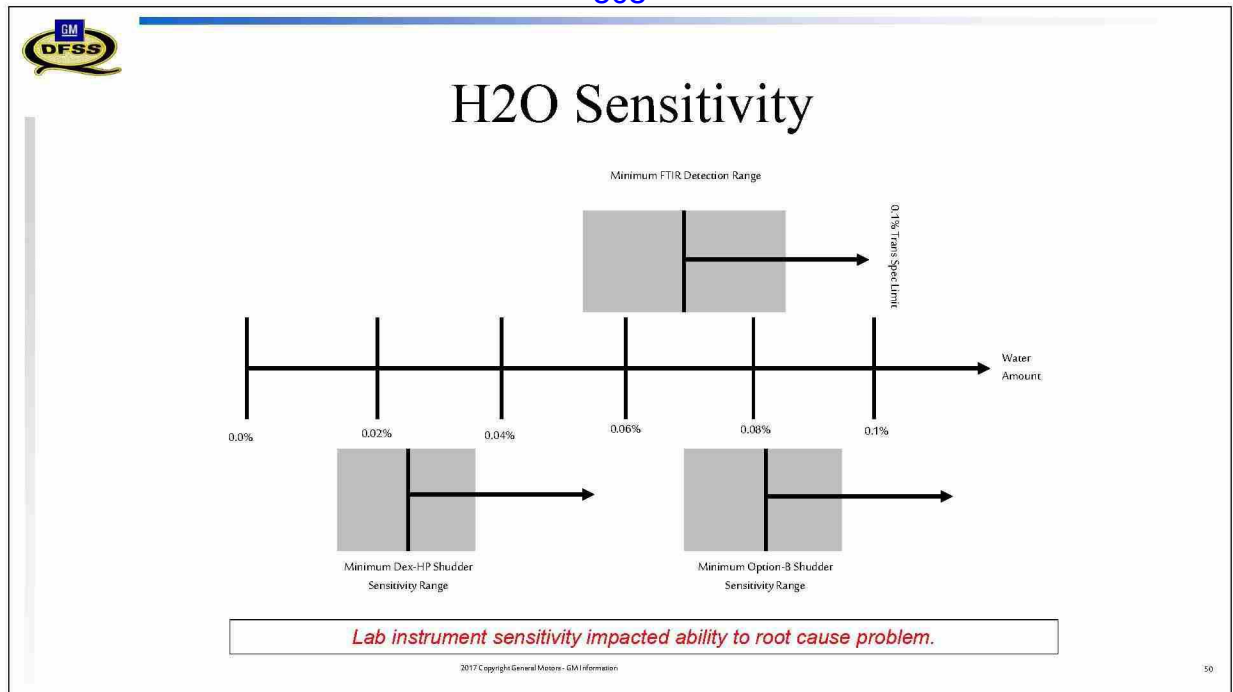 GM
DFSS
H2O Sensitivity
Minimum FTIR Detection Range
0.1% Trans Spec Limit
Water
Amount
0.0%
0.02%
0.04%
0.06%
0.08%
0.1%
Minimum Dex-HP Shudder
Sensitivity Range
Minimum Option-B Shudder
Sensitivity Range
Lab instrument sensitivity impacted ability to root cause problem.
2017 Copyright General Motors - GM Information
50